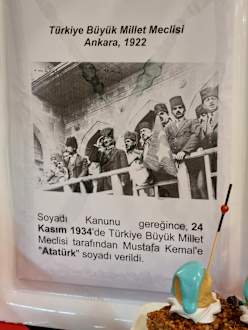 Türkiye Büyük Millet Meclisi
Ankara, 1922
Soyadı Kanunu gereğince, 24
Kasım 1934'de Türkiye Büyük Millet
Meclisi tarafından Mustafa Kemal'e
"Atatürk" soyadı verildi.